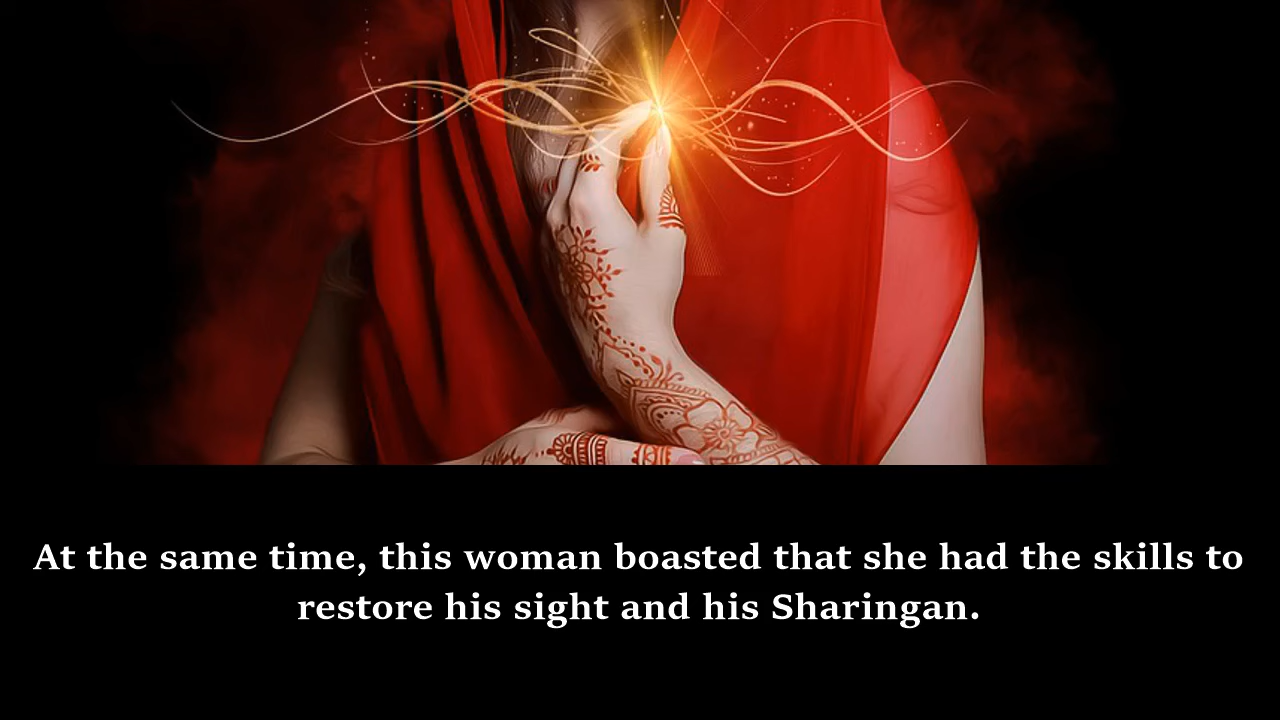 At the same time, this woman boasted that she had the skills to
restore his sight and his Sharingan.